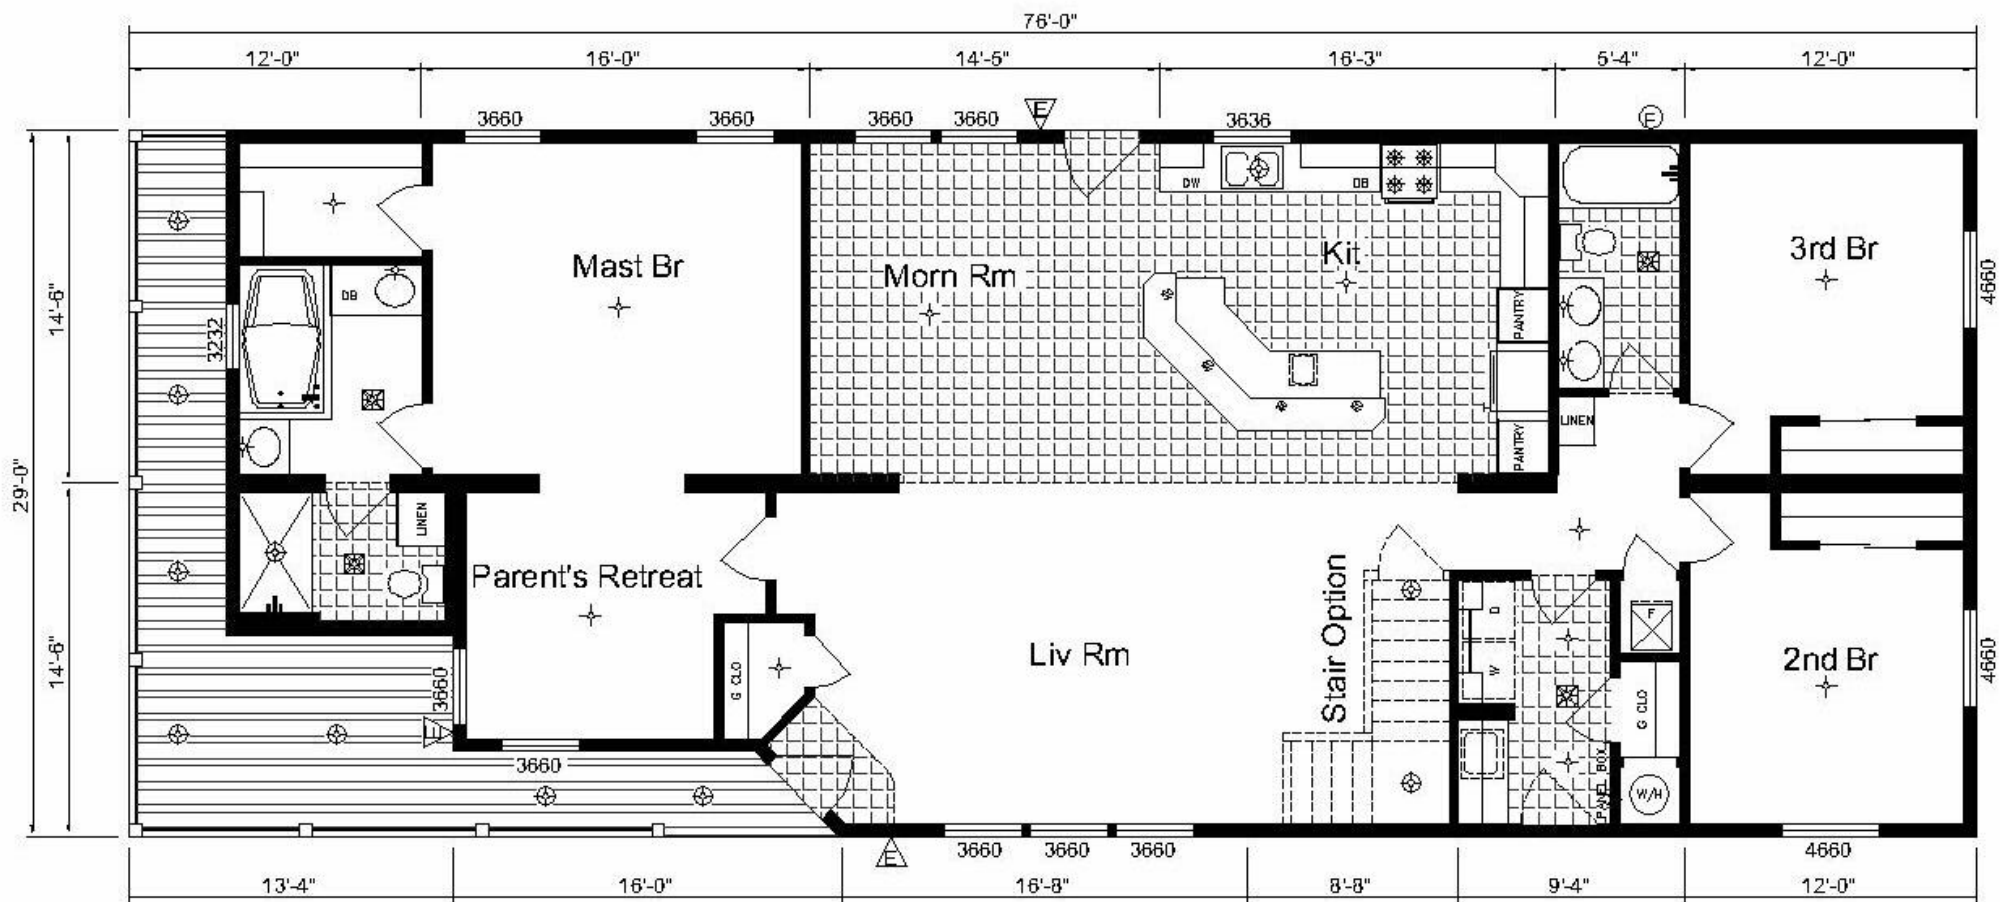 76'-0"
12'-0" 16'-0" 14'-5" 16'-3" 5'-4" 12'-0"
3660 3660 3660 3660 E 3636 E
DW DB
Mast Br
Morn Rm
Kit
3rd Br
DB
14'-6"
3232
PANTRY
4660
LINEN
PANTRY
29'-0"
LINEN
Parent's Retreat
Stair Option
D
F
14'-6"
Liv Rm
2nd Br
W
4660
3660
G CLO
G CLO
E
3660
PANEL BOX
W/H
3660 3660 3660
E
4660
13'-4" 16'-0" 16'-8" 8'-8" 9'-4" 12'-0"